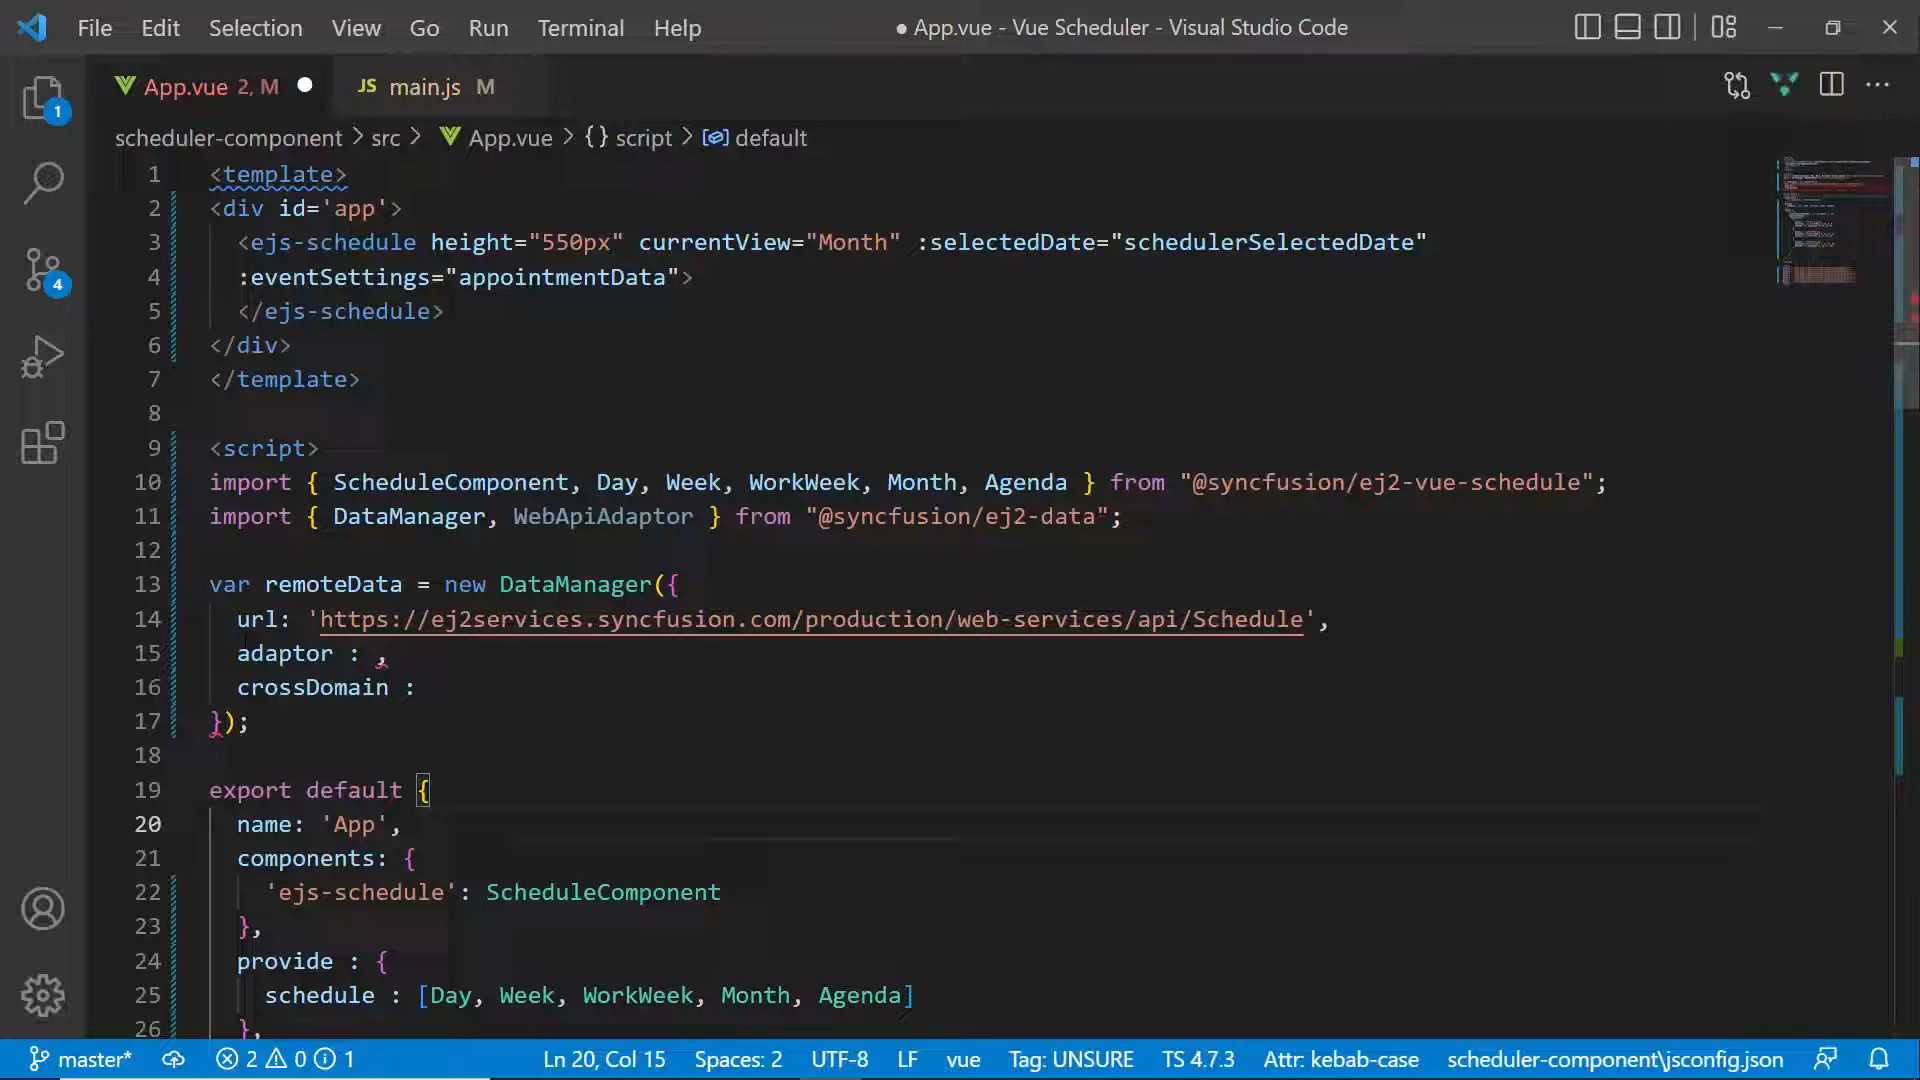 File Edit Selection View Go Run Terminal Help ● App.vue - Vue Scheduler - Visual Studio Code
App.vue 2, M JS main.js M
1
scheduler-component > src > App.vue > {} script > default
1 <template>
2 <div id='app'>
3 <ejs-schedule height="550px" currentView="Month" :selectedDate="schedulerSelectedDate"
4 :eventSettings="appointmentData">
4
5 </ejs-schedule>
6 </div>
7 </template>
8
9 <script>
10 import { ScheduleComponent, Day, Week, WorkWeek, Month, Agenda } from "@syncfusion/ej2-vue-schedule";
11 import { DataManager, WebApiAdaptor } from "@syncfusion/ej2-data";
12
13 var remoteData = new DataManager({
14 url: 'https://ej2services.syncfusion.com/production/web-services/api/Schedule',
15 adaptor : ,
16 crossDomain :
17 });
18
19 export default {
20 name: 'App',
21 components: {
22 'ejs-schedule': ScheduleComponent
23 },
24 provide : {
25 schedule : [Day, Week, WorkWeek, Month, Agenda]
26 },
master* 2 0 1 Ln 20, Col 15 Spaces: 2 UTF-8 LF vue Tag: UNSURE TS 4.7.3 Attr: kebab-case scheduler-component\jsconfig.json